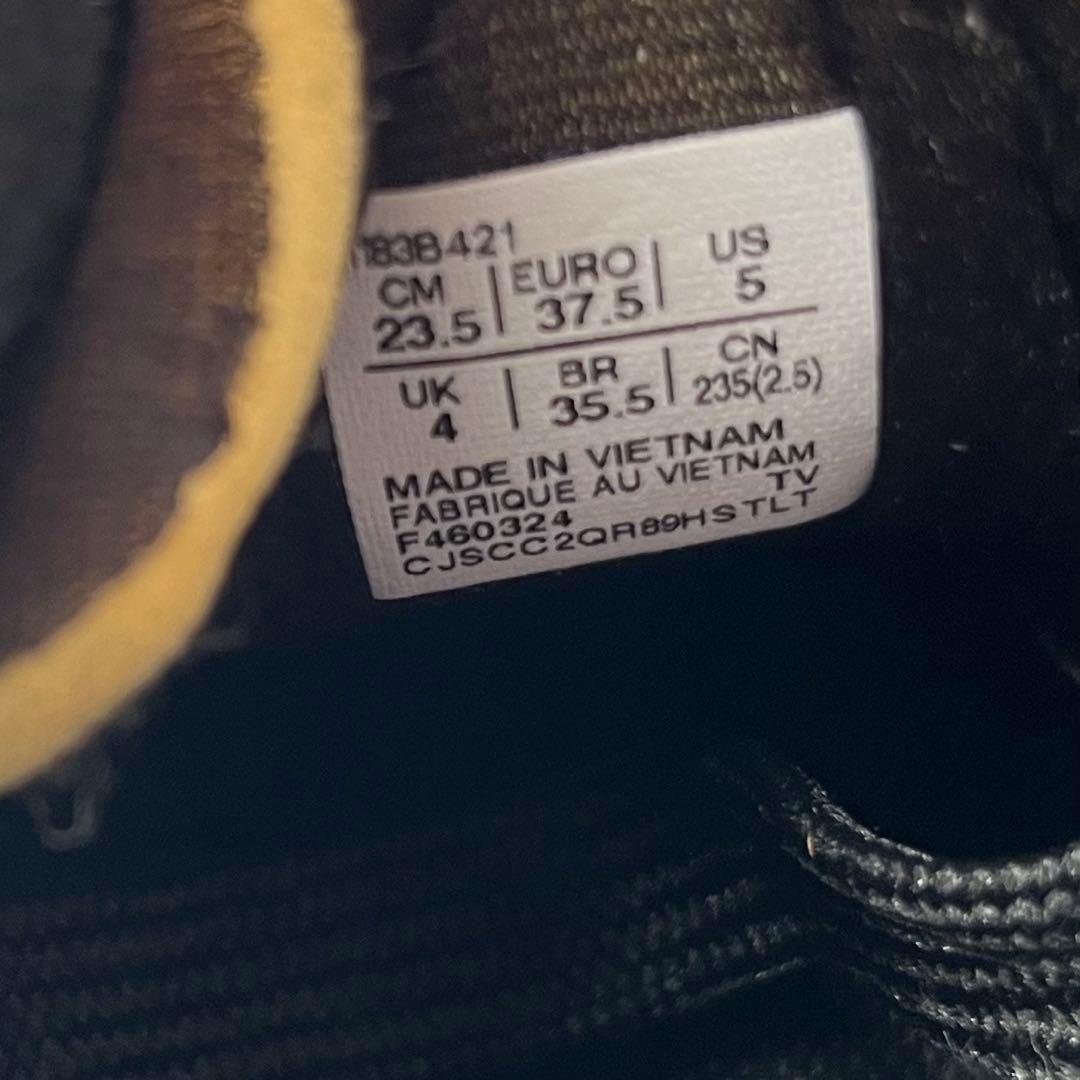 1183B421
CM | EURO | US
23.5 | 37.5 | 5
UK | BR | CN
4 | 35.5 | 235(2.5)
MADE IN VIETNAM
FABRIQUE AU VIETNAM
TV
F460324
CJSCC2QR89HSTLT